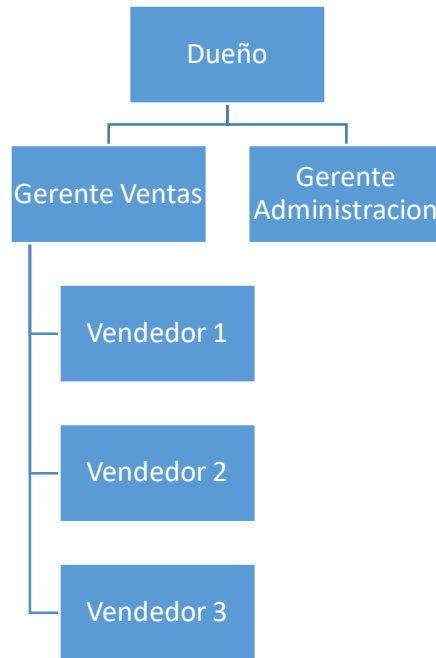 Dueño
Gerente Ventas
Gerente
Administracion
Vendedor 1
Vendedor 2
Vendedor 3